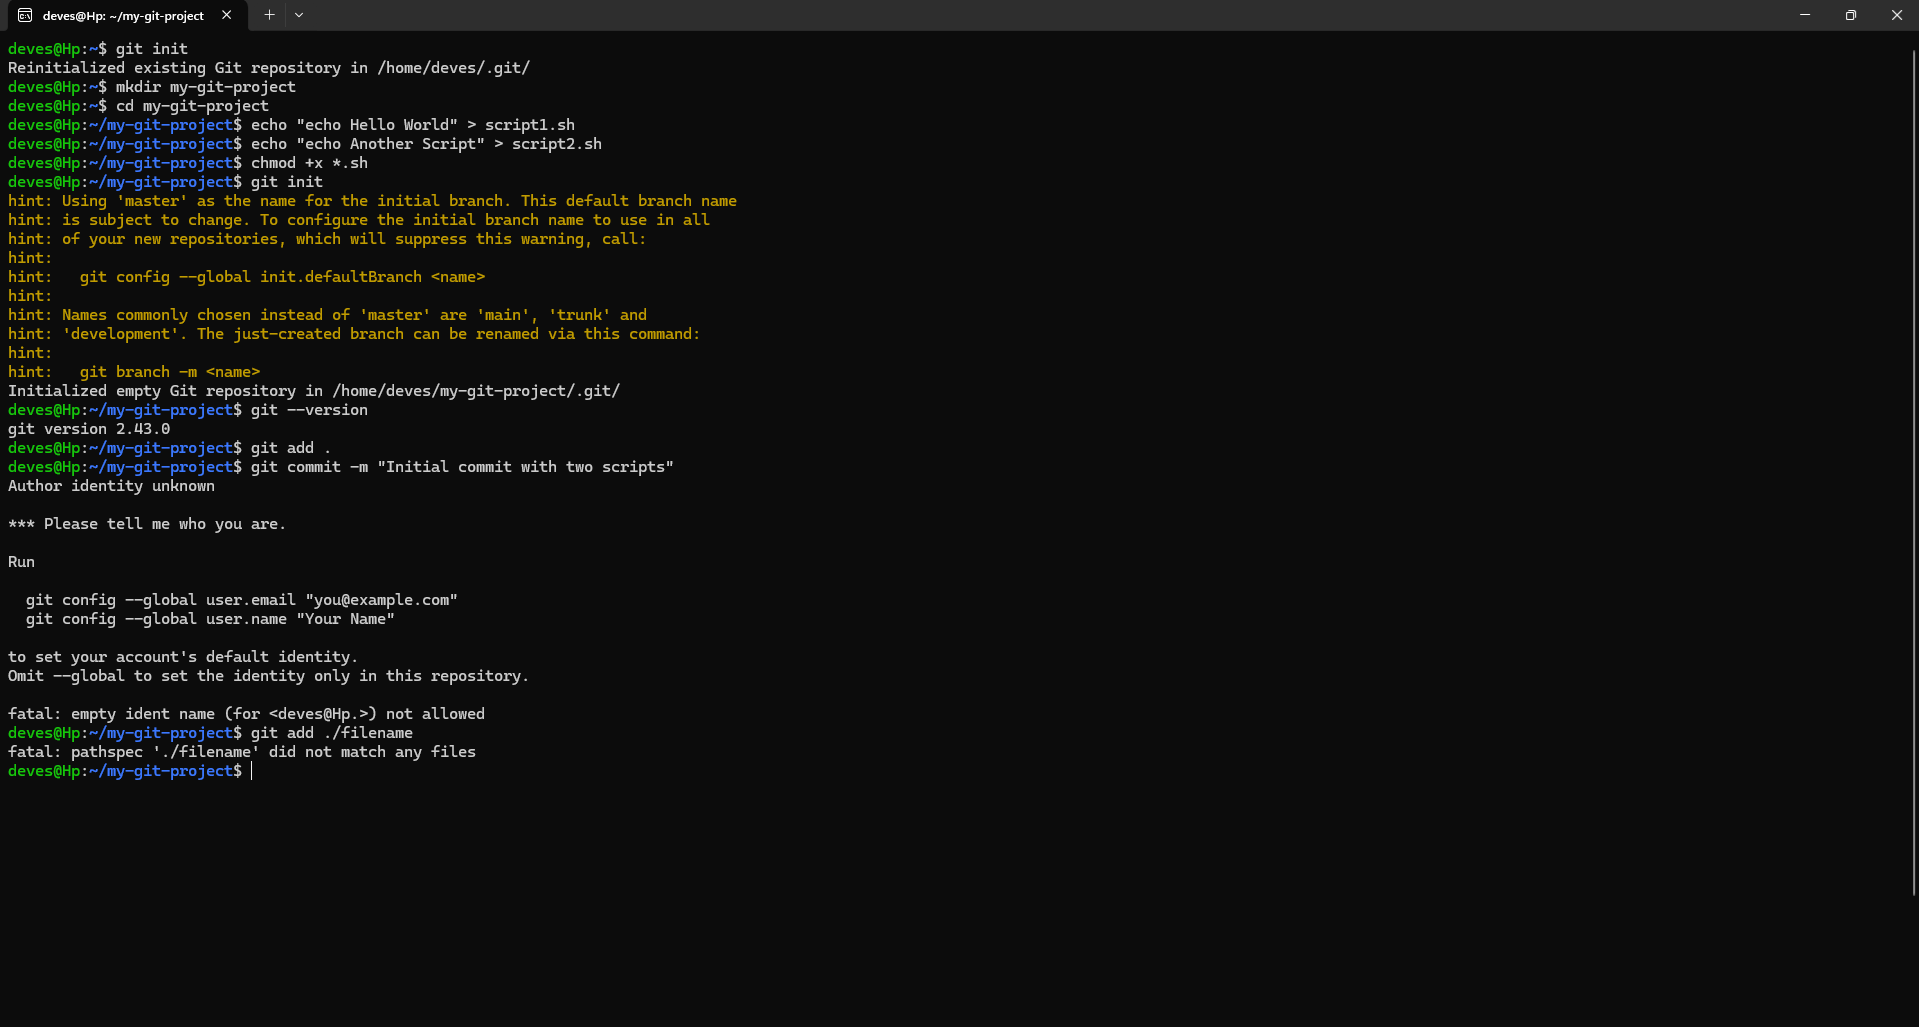 deves@Hp: ~/my-git-project
deves@Hp:~$ git init
Reinitialized existing Git repository in /home/deves/.git/
deves@Hp:~$ mkdir my-git-project
deves@Hp:~$ cd my-git-project
deves@Hp:~/my-git-project$ echo "echo Hello World" > script1.sh
deves@Hp:~/my-git-project$ echo "echo Another Script" > script2.sh
deves@Hp:~/my-git-project$ chmod +x *.sh
deves@Hp:~/my-git-project$ git init
hint: Using 'master' as the name for the initial branch. This default branch name
hint: is subject to change. To configure the initial branch name to use in all
hint: of your new repositories, which will suppress this warning, call:
hint:
hint:   git config --global init.defaultBranch <name>
hint:
hint: Names commonly chosen instead of 'master' are 'main', 'trunk' and
hint: 'development'. The just-created branch can be renamed via this command:
hint:
hint:   git branch -m <name>
Initialized empty Git repository in /home/deves/my-git-project/.git/
deves@Hp:~/my-git-project$ git --version
git version 2.43.0
deves@Hp:~/my-git-project$ git add .
deves@Hp:~/my-git-project$ git commit -m "Initial commit with two scripts"
Author identity unknown

*** Please tell me who you are.

Run

  git config --global user.email "you@example.com"
  git config --global user.name "Your Name"

to set your account's default identity.
Omit --global to set the identity only in this repository.

fatal: empty ident name (for <deves@Hp.>) not allowed
deves@Hp:~/my-git-project$ git add ./filename
fatal: pathspec './filename' did not match any files
deves@Hp:~/my-git-project$